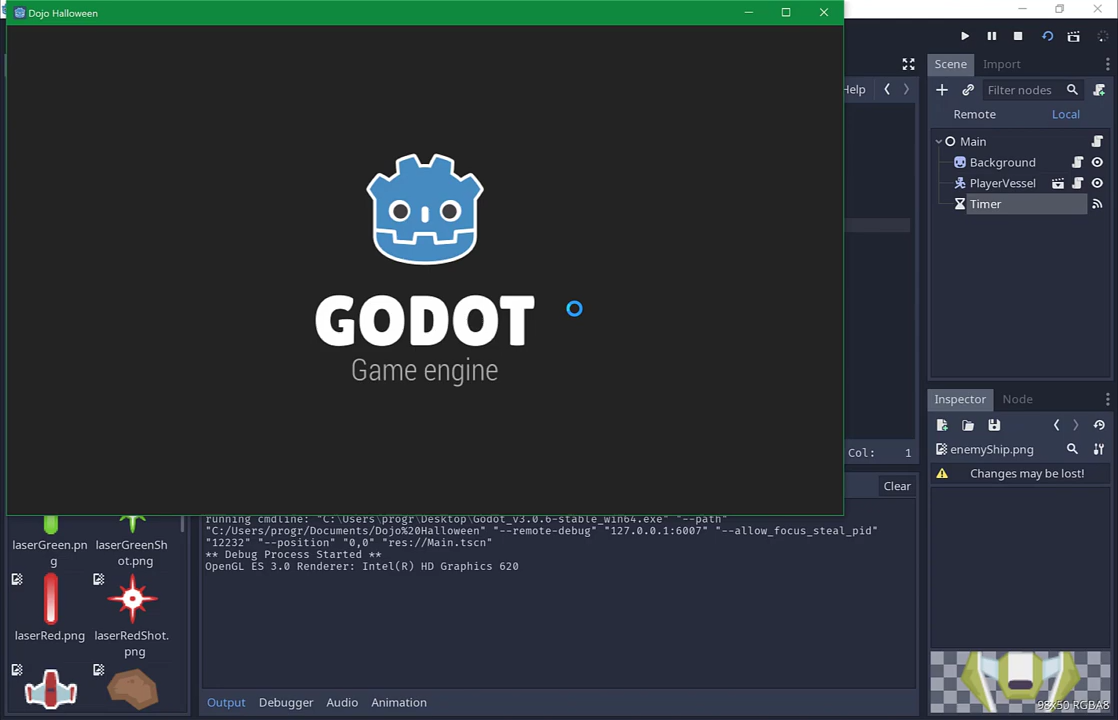 Dojo Halloween
GODOT
Game engine
Help
Scene
Import
Filter nodes
Remote
Local
Main
Background
PlayerVessel
Timer
Inspector
Node
enemyShip.png
Changes may be lost!
98x50 RGBA8
Col: 1
Clear
running cmdline: "C:\Users\progr\Desktop\Godot_v3.0.6-stable_win64.exe" "--path"
"C:/Users/progr/Documents/Dojo%20Halloween" "--remote-debug" "127.0.0.1:6007" "--allow_focus_steal_pid"
"12232" "--position" "0,0" "res://Main.tscn"
** Debug Process Started **
OpenGL ES 3.0 Renderer: Intel(R) HD Graphics 620
laserGreen.pn
g
laserGreenSh
ot.png
laserRed.png
laserRedShot.
png
Output
Debugger
Audio
Animation